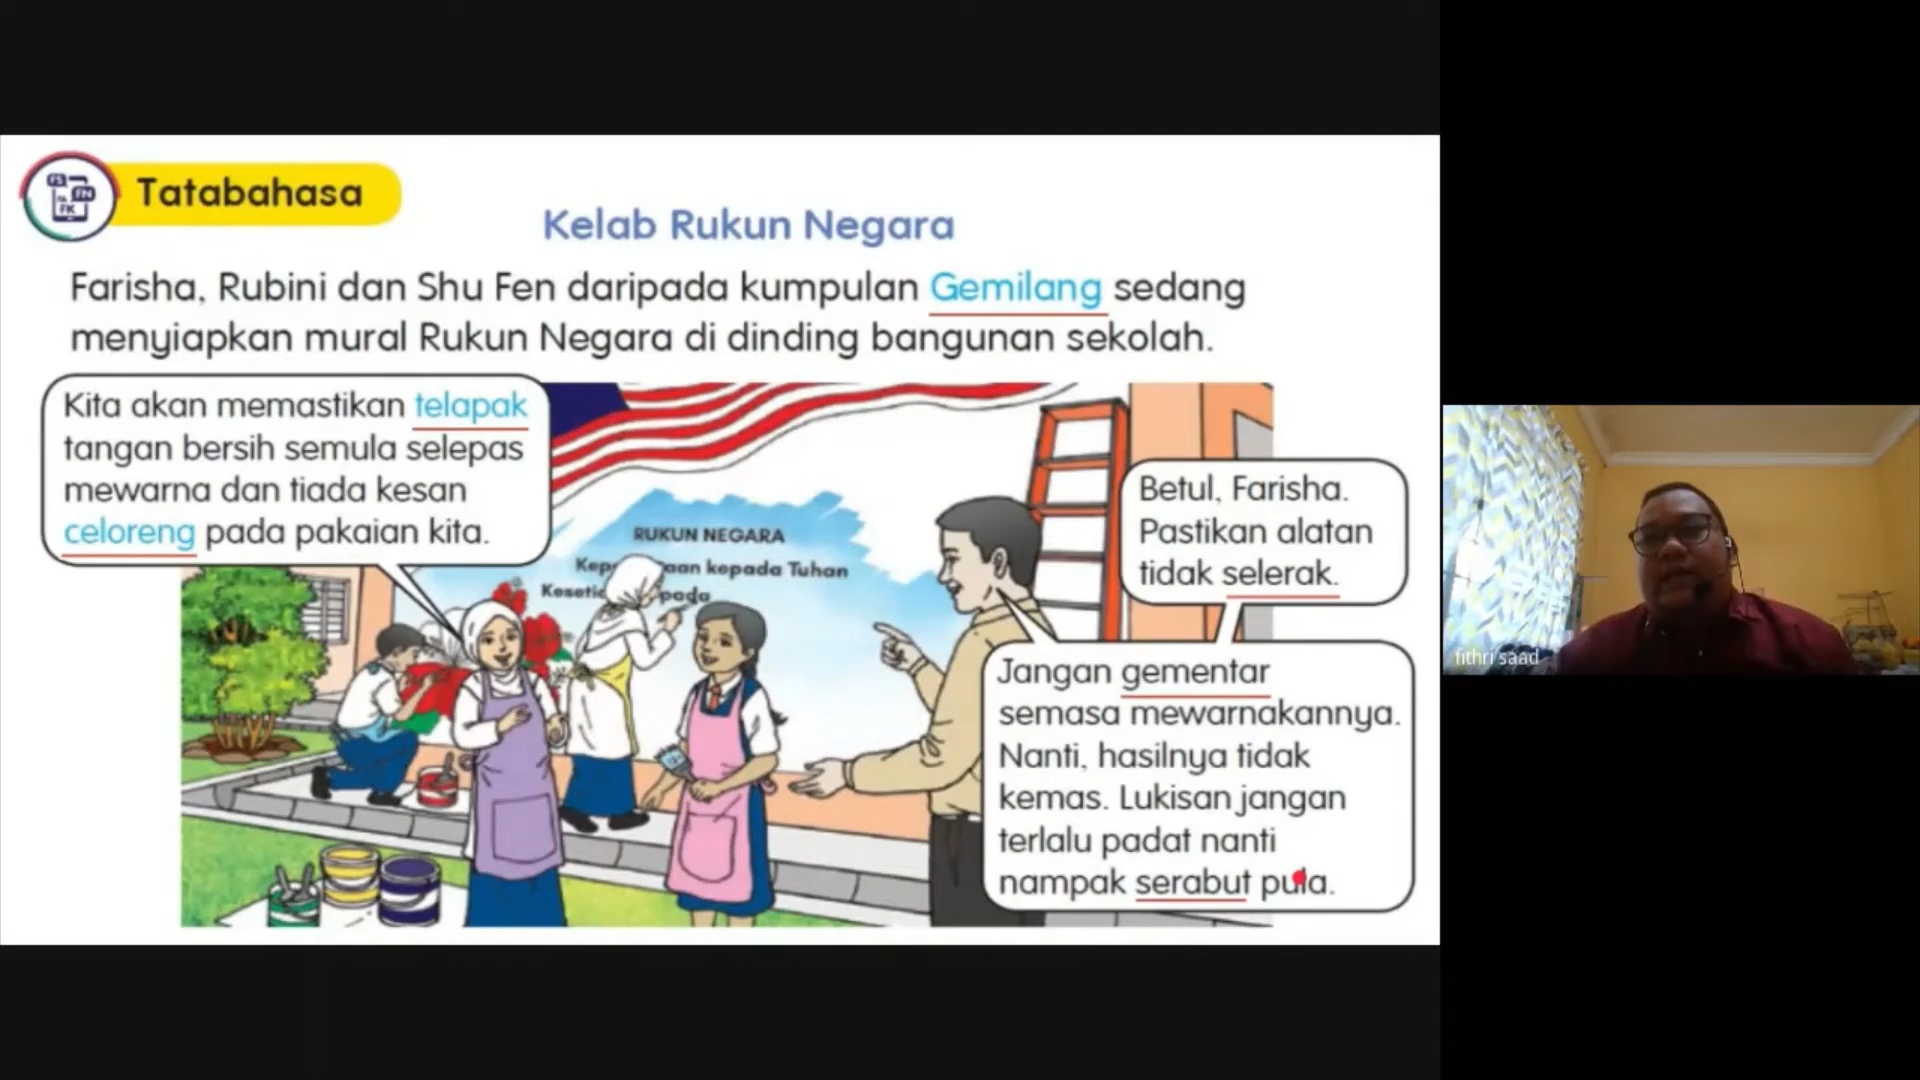 Tatabahasa
Kelab Rukun Negara
Farisha, Rubini dan Shu Fen daripada kumpulan Gemilang sedang
menyiapkan mural Rukun Negara di dinding bangunan sekolah.
Kita akan memastikan telapak
tangan bersih semula selepas
mewarna dan tiada kesan
celoreng pada pakaian kita.
RUKUN NEGARA
kepada Tuhan
Betul, Farisha.
Pastikan alatan
tidak selerak.
Jangan gementar
semasa mewarnakannya.
Nanti, hasilnya tidak
kemas. Lukisan jangan
terlalu padat nanti
nampak serabut pula.
fithri saad